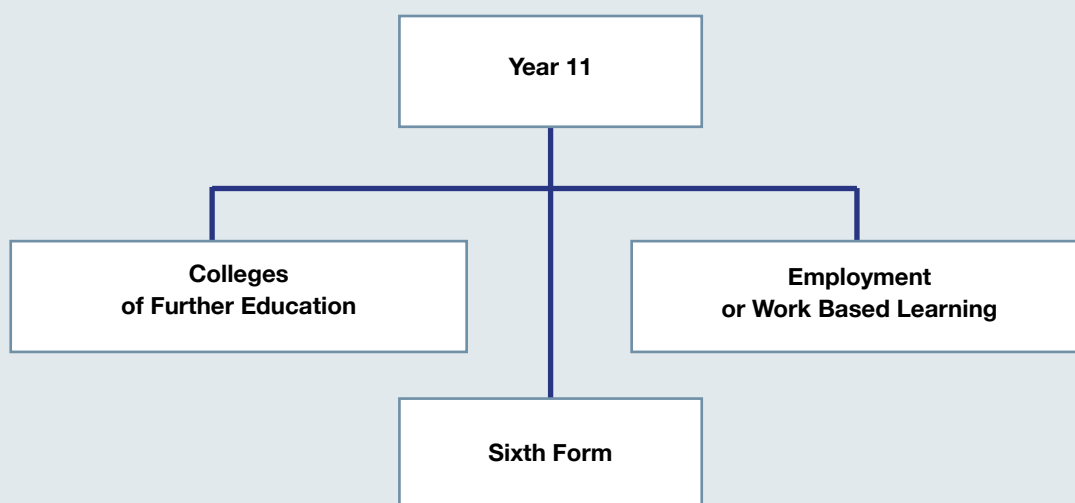 Year 11
Colleges
of Further Education
Employment
or Work Based Learning
Sixth Form